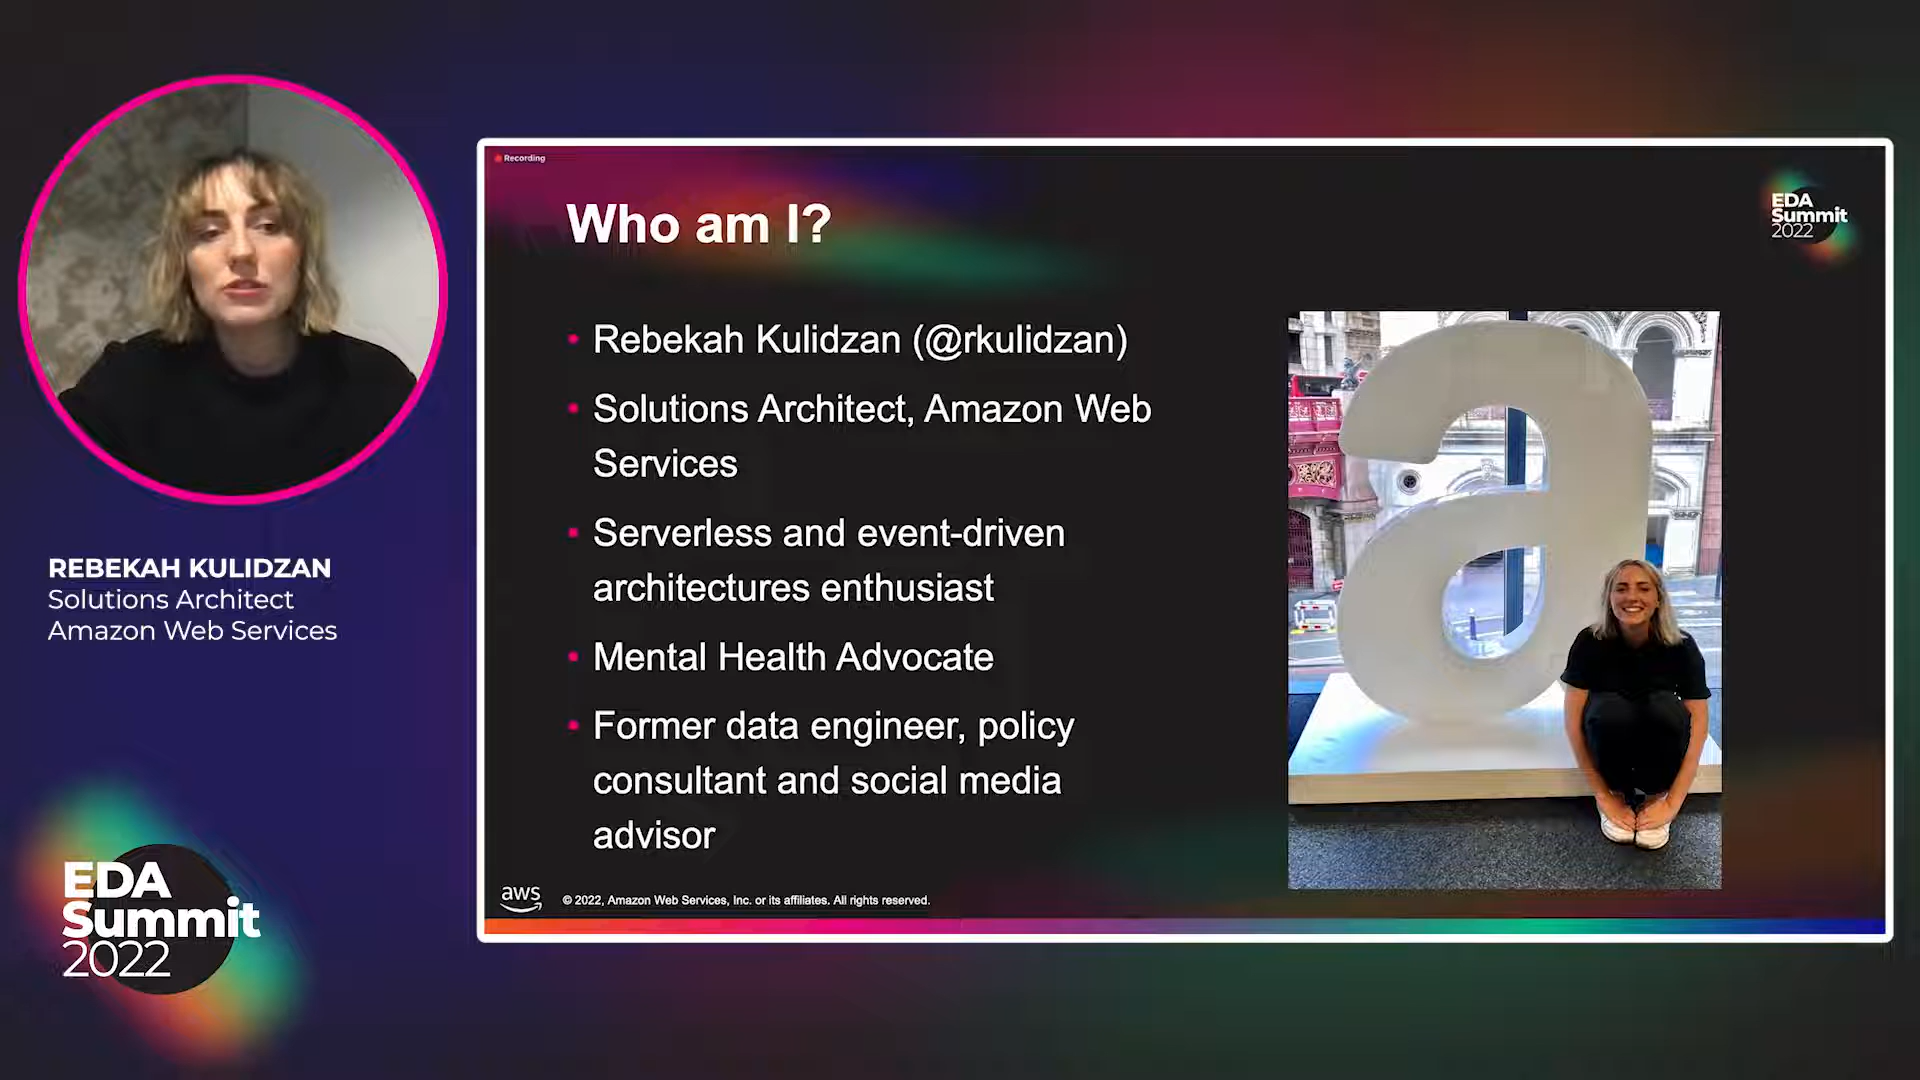 Recording
Who am I?
EDA
Summit
2022
• Rebekah Kulidzan (@rkulidzan)
• Solutions Architect, Amazon Web
Services
• Serverless and event-driven
architectures enthusiast
• Mental Health Advocate
• Former data engineer, policy
consultant and social media
advisor
a
aws
© 2022, Amazon Web Services, Inc. or its affiliates. All rights reserved.
REBEKAH KULIDZAN
Solutions Architect
Amazon Web Services
EDA
Summit
2022